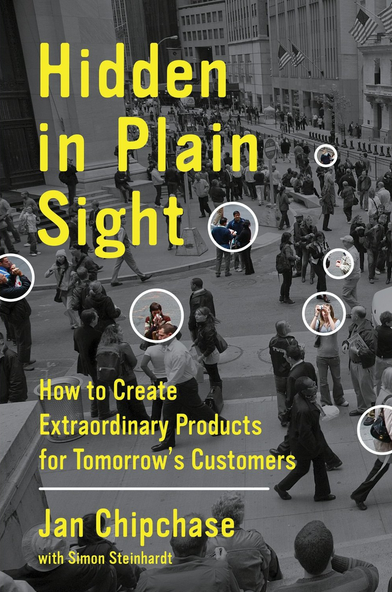 Hidden
in Plain
Sight
How to Create
Extraordinary Products
for Tomorrow's Customers
Jan Chipchase
with Simon Steinhardt